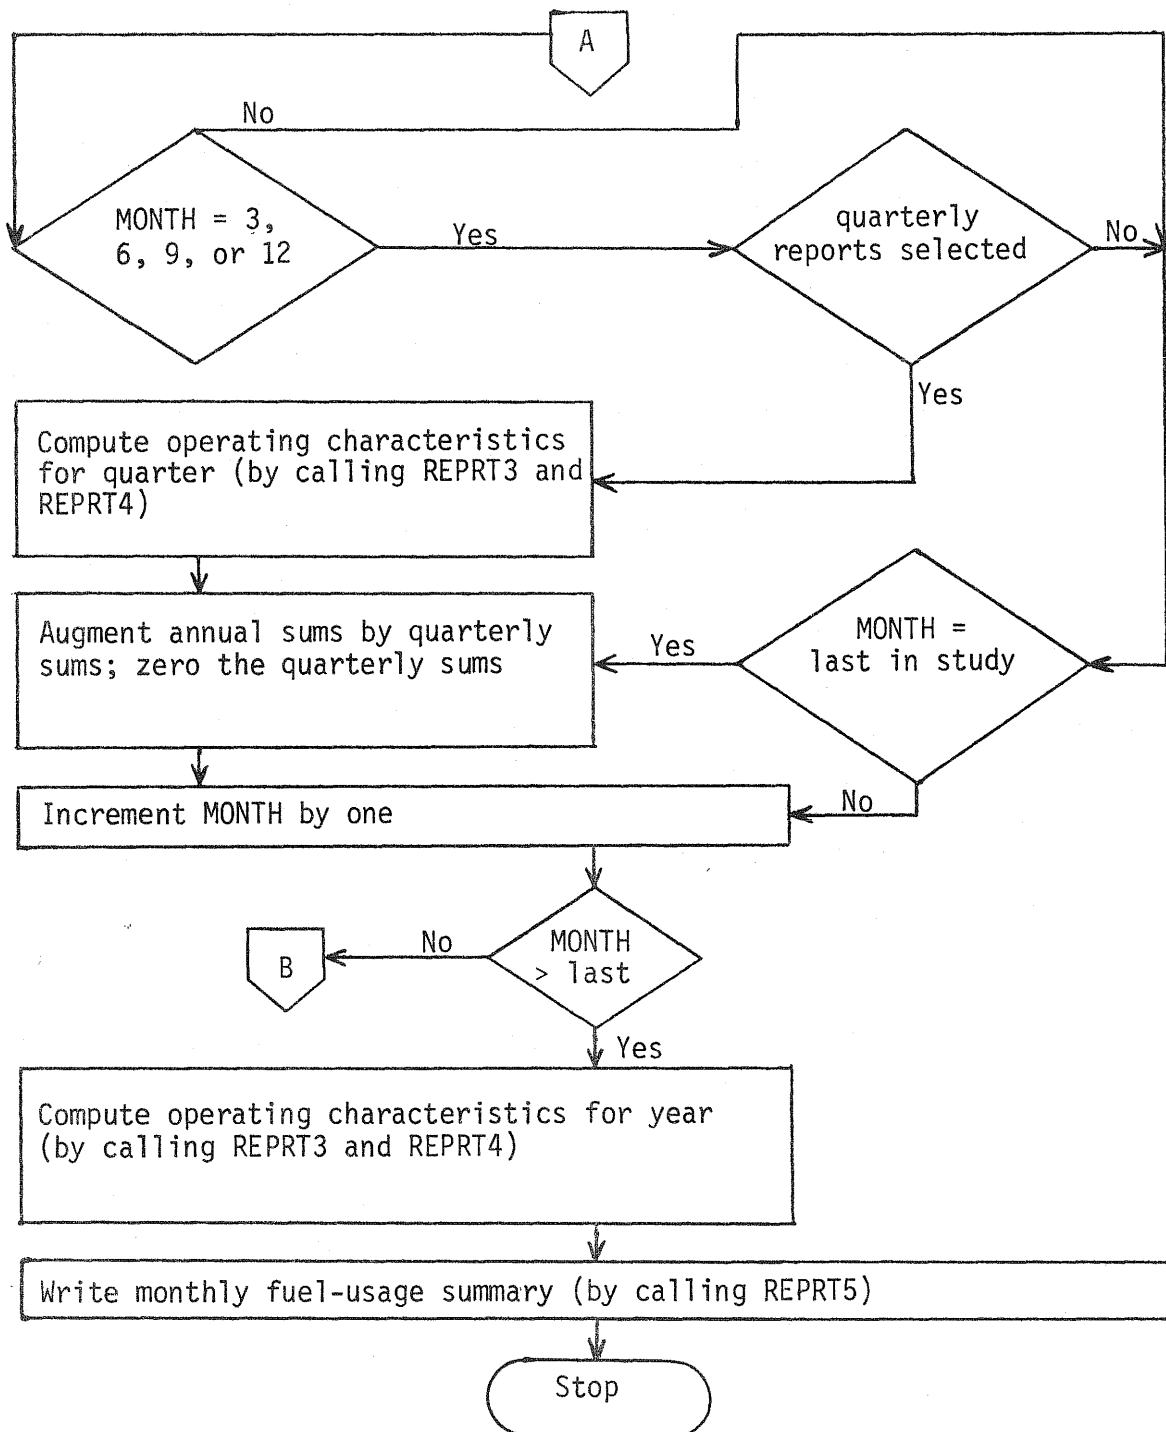 A
No
MONTH = 3,
6, 9, or 12
Yes
quarterly
reports selected
No
Yes
Compute operating characteristics
for quarter (by calling REPRT3 and
REPRT4)
Augment annual sums by quarterly
sums; zero the quarterly sums
Yes
MONTH =
last in study
Increment MONTH by one
No
MONTH
> last
No
B
Yes
Compute operating characteristics for year
(by calling REPRT3 and REPRT4)
Write monthly fuel-usage summary (by calling REPRT5)
Stop